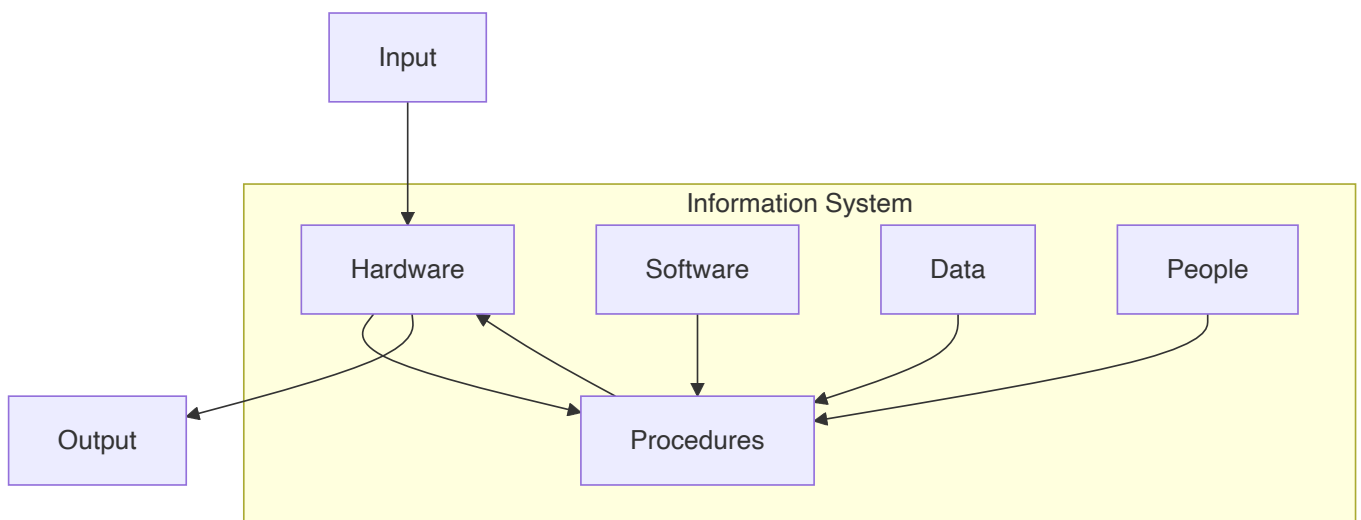 Input
Information System
Hardware
Software
Data
People
Output
Procedures